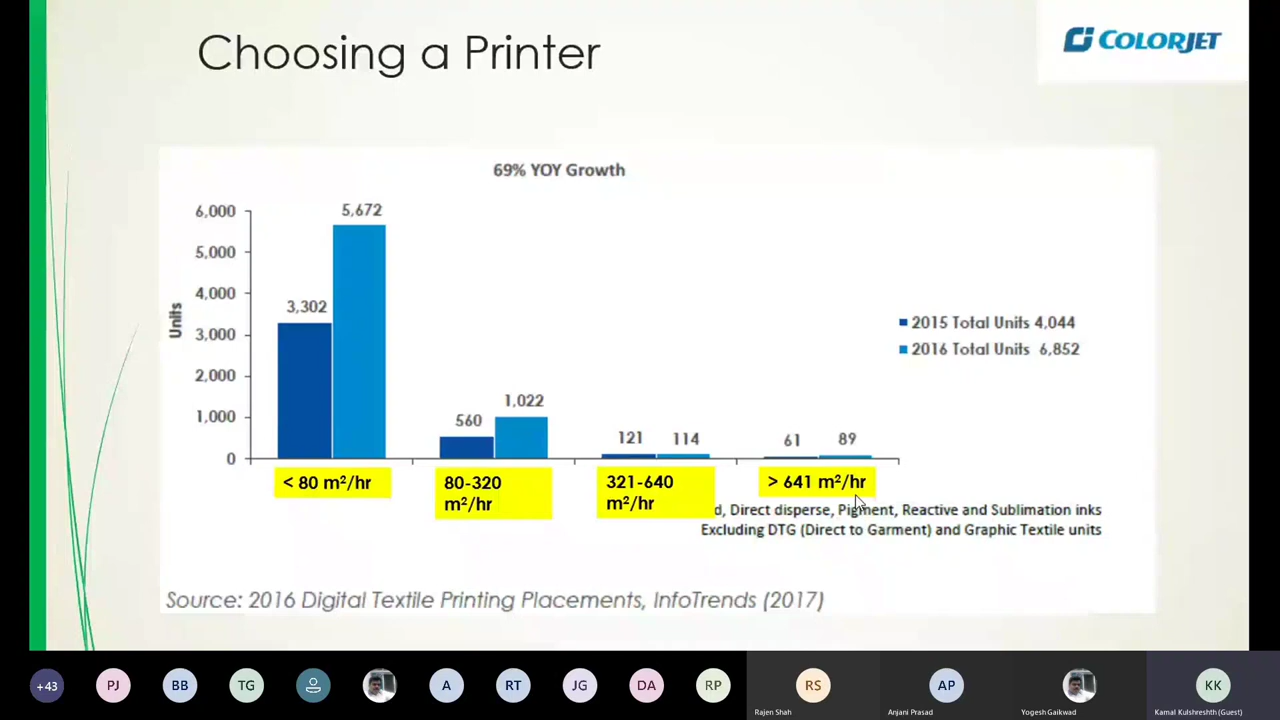 Choosing a Printer
COLORJET
69% YOY Growth
6,000
5,000
4,000
3,000
2,000
1,000
0
Units
3,302
5,672
560
1,022
121
114
61
89
2015 Total Units 4,044
2016 Total Units 6,852
< 80 m²/hr
80-320
m²/hr
321-640
m²/hr
> 641 m²/hr
d, Direct disperse, Pigment, Reactive and Sublimation inks
Excluding DTG (Direct to Garment) and Graphic Textile units
Source: 2016 Digital Textile Printing Placements, InfoTrends (2017)
+43
PJ
BB
TG
A
RT
JG
DA
RP
RS
AP
KK
Rajen Shah
Anjani Prasad
Yogesh Gaikwad
Kamal Kulshreshth (Guest)